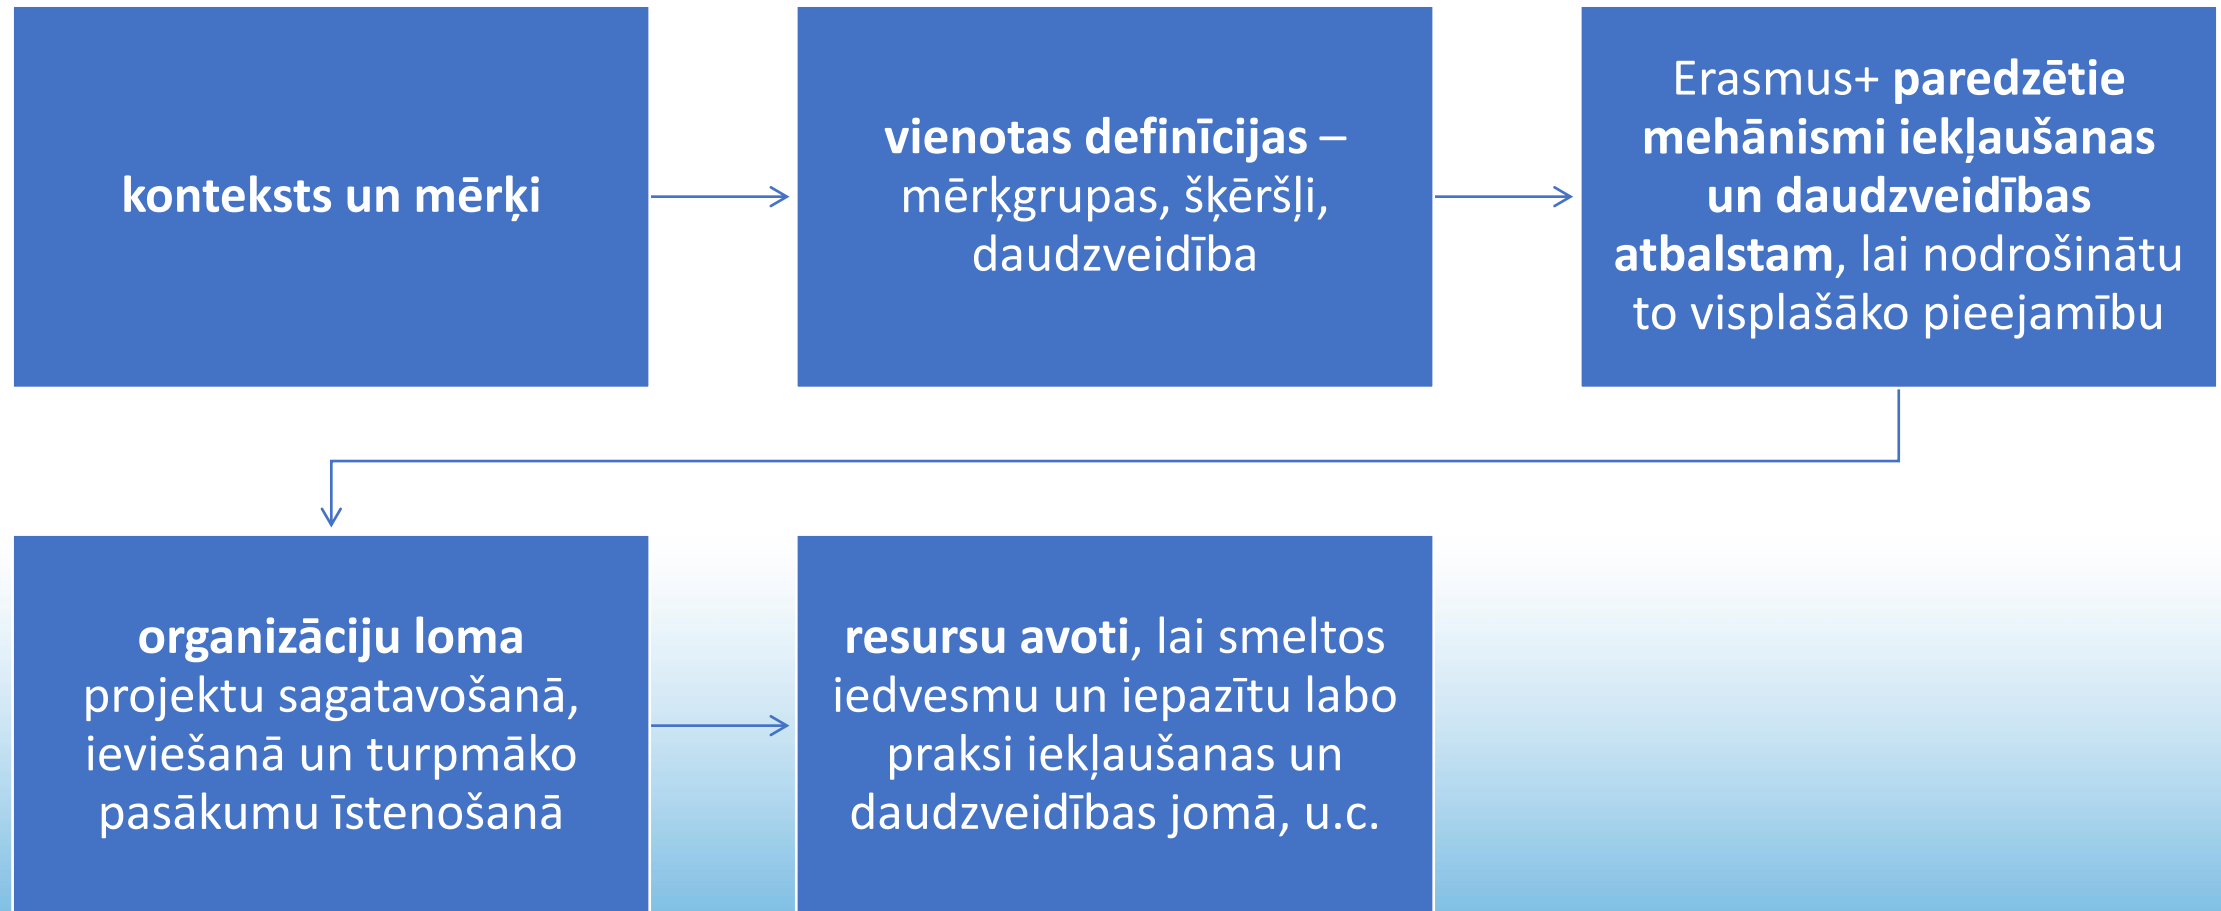 konteksts un mērķi
vienotas definīcijas –
mērķgrupas, šķēršļi,
daudzveidība
Erasmus+ paredzētie
mehānismi iekļaušanas
un daudzveidības
atbalstam, lai nodrošinātu
to visplašāko pieejamību
organizāciju loma
projektu sagatavošanā,
ieviešanā un turpmāko
pasākumu īstenošanā
resursu avoti, lai smeltos
iedvesmu un iepazītu labo
praksi iekļaušanas un
daudzveidības jomā, u.c.